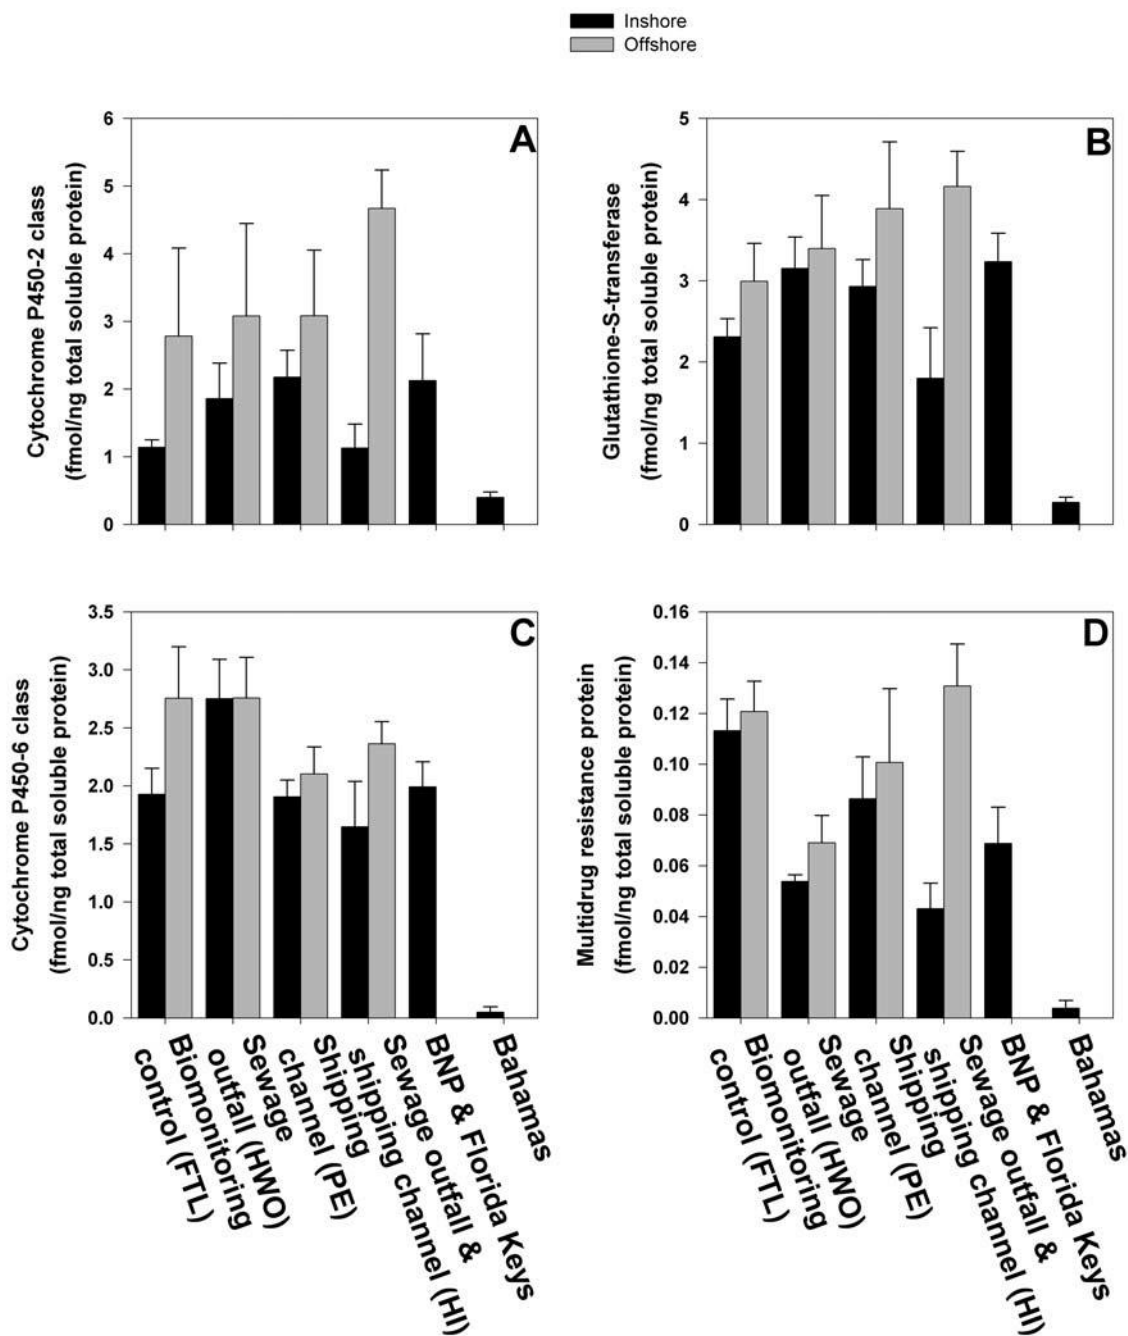 Inshore
Offshore
A
Cytochrome P450-2 class
(fmol/ng total soluble protein)
6
5
4
3
2
1
0
B
Glutathione-S-transferase
(fmol/ng total soluble protein)
5
4
3
2
1
0
C
Cytochrome P450-6 class
(fmol/ng total soluble protein)
3.5
3.0
2.5
2.0
1.5
1.0
0.5
0.0
Biomonitoring
control (FTL)
Sewage
outfall (HWO)
Shipping
channel (PE)
Sewage outfall &
shipping channel (HI)
BNP & Florida Keys
Bahamas
D
Multidrug resistance protein
(fmol/ng total soluble protein)
0.16
0.14
0.12
0.10
0.08
0.06
0.04
0.02
0.00
Biomonitoring
control (FTL)
Sewage
outfall (HWO)
Shipping
channel (PE)
Sewage outfall &
shipping channel (HI)
BNP & Florida Keys
Bahamas